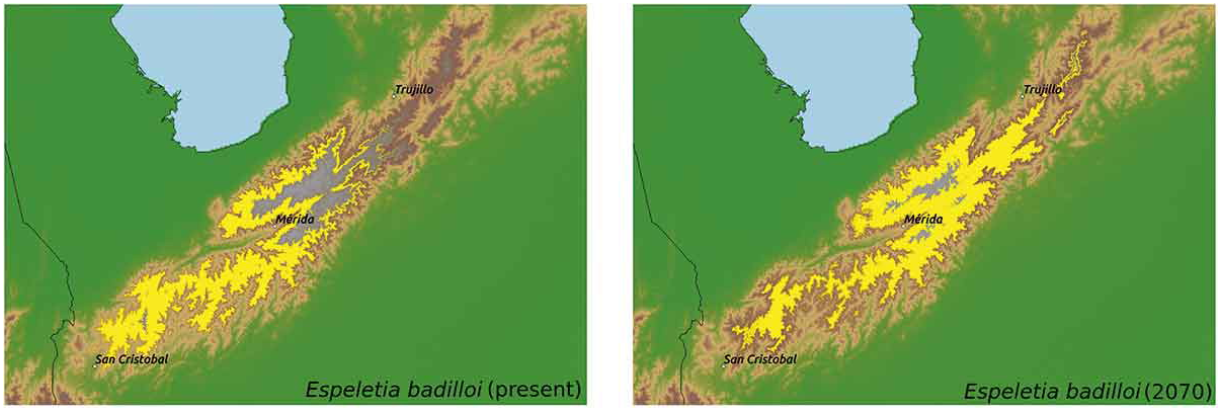 Trujillo
Mérida
San Cristobal
Espeletia badilloi (present)
Trujillo
Mérida
San Cristobal
Espeletia badilloi (2070)